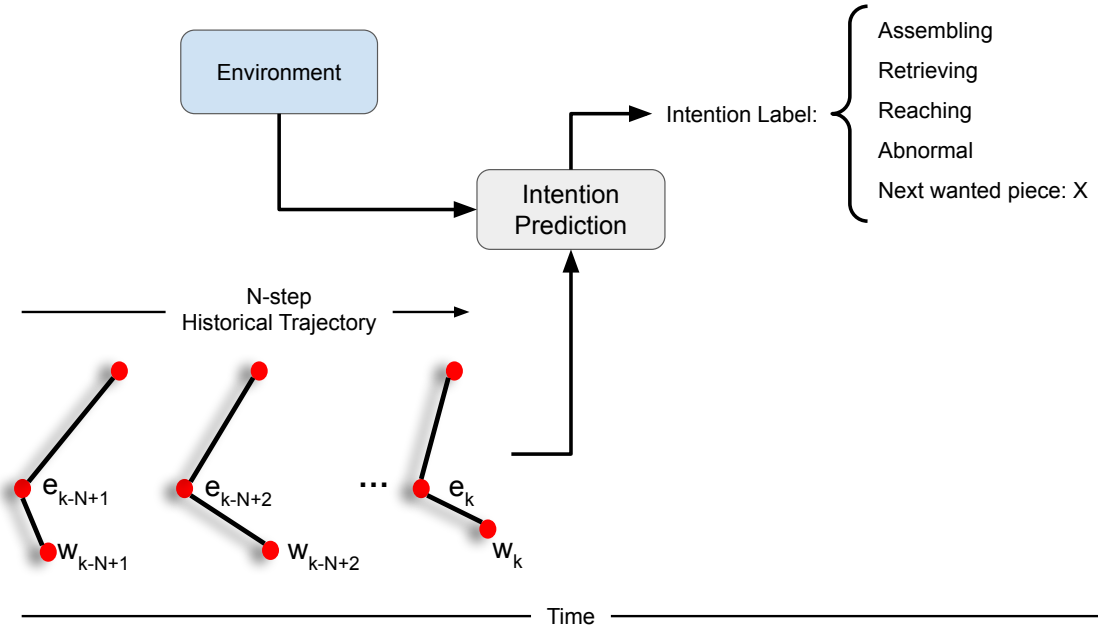 Environment
Intention Label:
Assembling
Retrieving
Reaching
Abnormal
Next wanted piece: X
Intention
Prediction
N-step
Historical Trajectory
e_{k-N+1}
e_{k-N+2}
...
e_k
w_{k-N+1}
w_{k-N+2}
w_k
Time